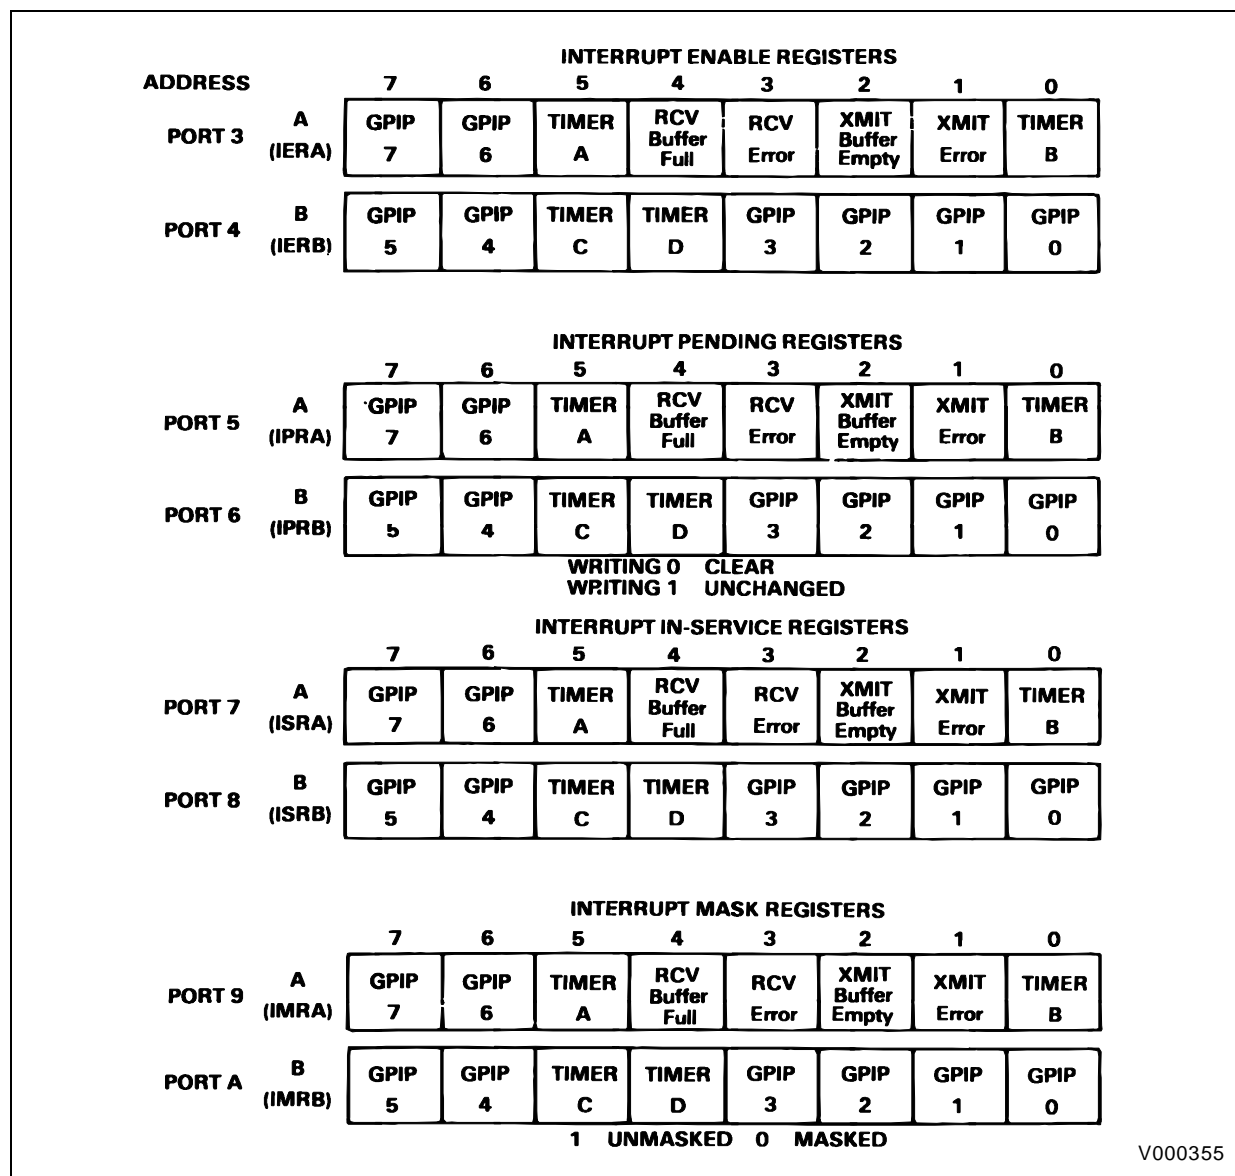 INTERRUPT ENABLE REGISTERS
ADDRESS 7 6 5 4 3 2 1 0
PORT 3 A (IERA) GPIP 7 GPIP 6 TIMER A RCV Buffer Full RCV Error XMIT Buffer Empty XMIT Error TIMER B
PORT 4 B (IERB) GPIP 5 GPIP 4 TIMER C TIMER D GPIP 3 GPIP 2 GPIP 1 GPIP 0
INTERRUPT PENDING REGISTERS
7 6 5 4 3 2 1 0
PORT 5 A (IPRA) GPIP 7 GPIP 6 TIMER A RCV Buffer Full RCV Error XMIT Buffer Empty XMIT Error TIMER B
PORT 6 B (IPRB) GPIP 5 GPIP 4 TIMER C TIMER D GPIP 3 GPIP 2 GPIP 1 GPIP 0
WRITING 0 CLEAR
WRITING 1 UNCHANGED
INTERRUPT IN-SERVICE REGISTERS
7 6 5 4 3 2 1 0
PORT 7 A (ISRA) GPIP 7 GPIP 6 TIMER A RCV Buffer Full RCV Error XMIT Buffer Empty XMIT Error TIMER B
PORT 8 B (ISRB) GPIP 5 GPIP 4 TIMER C TIMER D GPIP 3 GPIP 2 GPIP 1 GPIP 0
INTERRUPT MASK REGISTERS
7 6 5 4 3 2 1 0
PORT 9 A (IMRA) GPIP 7 GPIP 6 TIMER A RCV Buffer Full RCV Error XMIT Buffer Empty XMIT Error TIMER B
PORT A B (IMRB) GPIP 5 GPIP 4 TIMER C TIMER D GPIP 3 GPIP 2 GPIP 1 GPIP 0
1 UNMASKED 0 MASKED
V000355